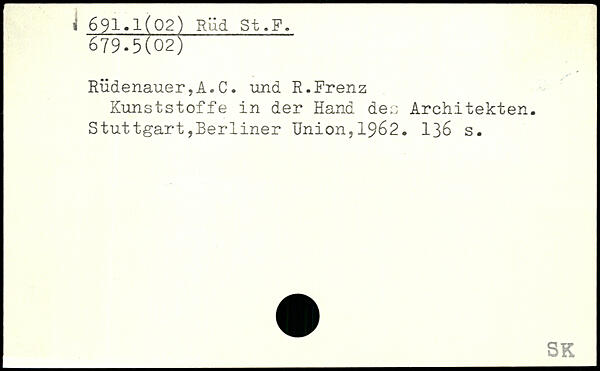 691.1(02) Rüd St.F.
679.5(02)
Rüdenauer,A.C. und R.Frenz
Kunststoffe in der Hand des Architekten.
Stuttgart,Berliner Union,1962. 136 s.
SK